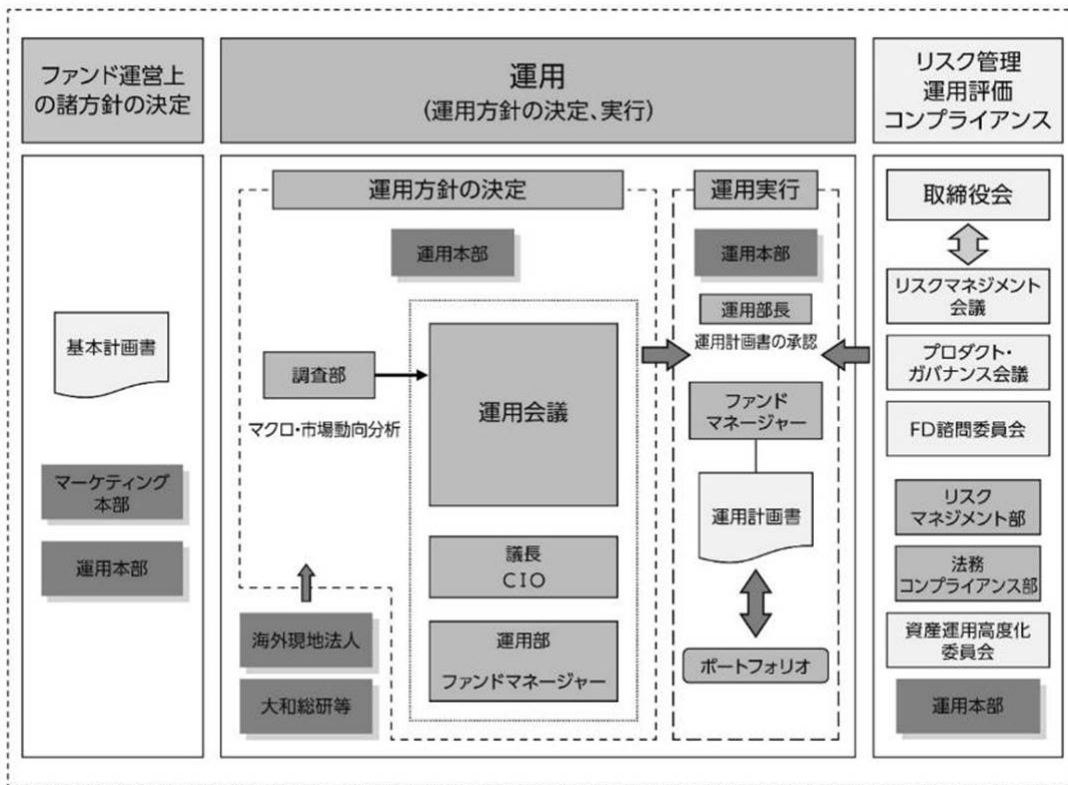 ファンド運営上
の諸方針の決定
運用
(運用方針の決定、実行)
リスク管理
運用評価
コンプライアンス
基本計画書
マーケティング
本部
運用本部
運用方針の決定
運用本部
調査部
マクロ・市場動向分析
運用会議
議長
CIO
運用部
ファンドマネージャー
海外現地法人
大和総研等
運用実行
運用本部
運用部長
運用計画書の承認
ファンド
マネージャー
運用計画書
ポートフォリオ
取締役会
リスクマネジメント
会議
プロダクト・
ガバナンス会議
FD諮問委員会
リスク
マネジメント部
法務
コンプライアンス部
資産運用高度化
委員会
運用本部